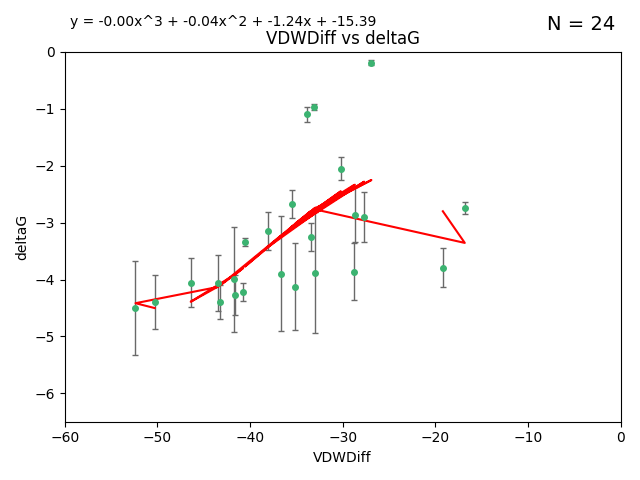 y = -0.00x^3 + -0.04x^2 + -1.24x + -15.39
N = 24
VDWDiff vs deltaG
0
−1
−2
−3
−4
−5
−6
deltaG
−60 −50 −40 −30 −20 −10 0
VDWDiff